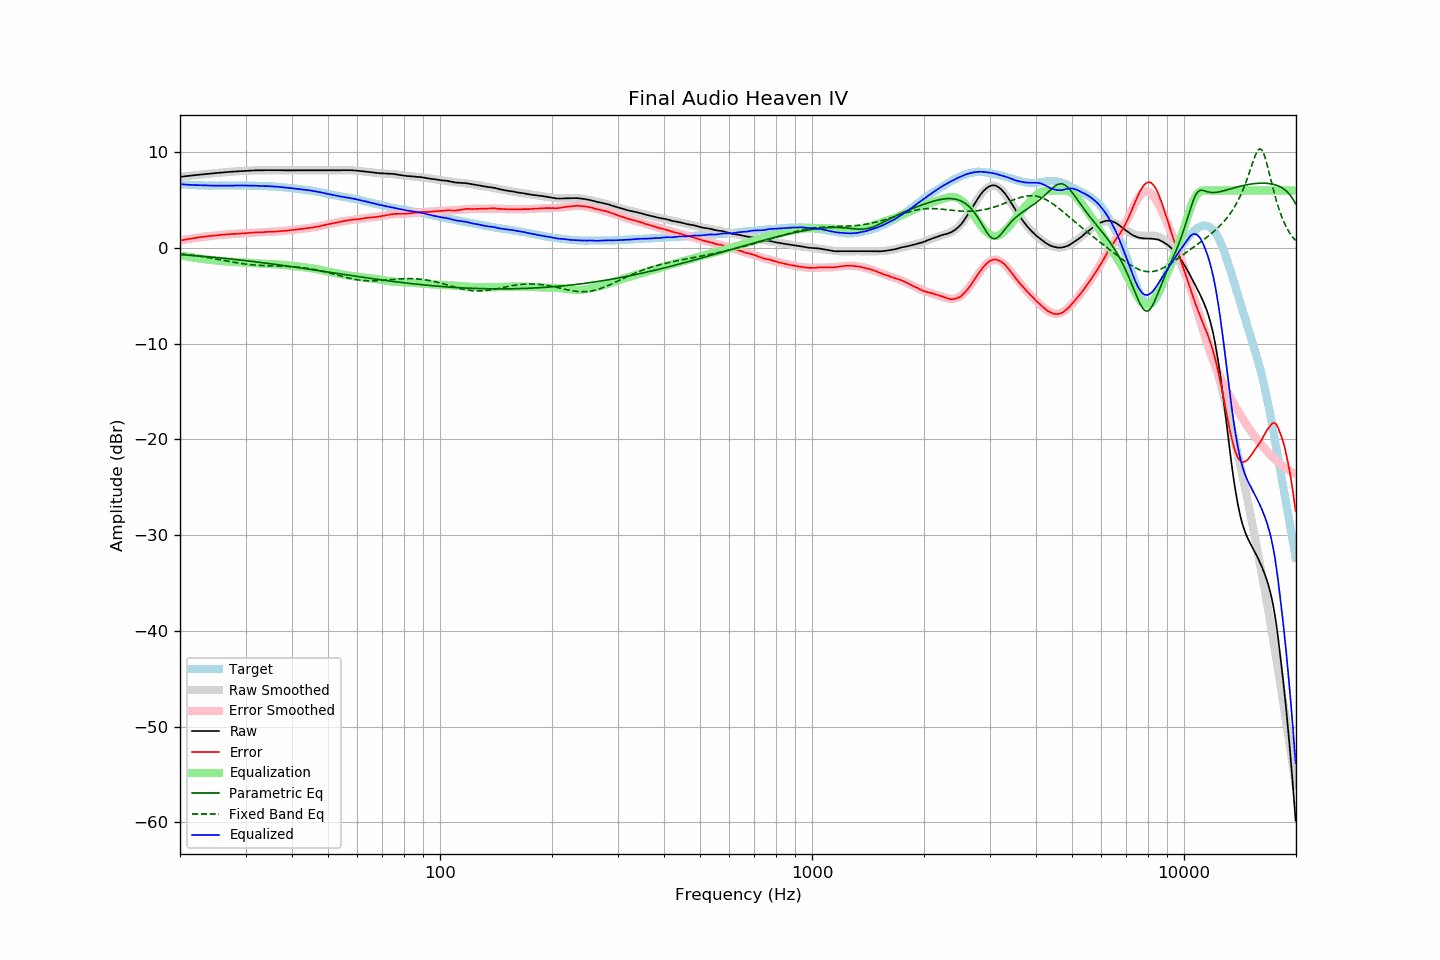 Final Audio Heaven IV
10
0
−10
−20
−30
−40
−50
−60
Amplitude (dBr)
Target
Raw Smoothed
Error Smoothed
Raw
Error
Equalization
Parametric Eq
Fixed Band Eq
Equalized
100
1000
10000
Frequency (Hz)